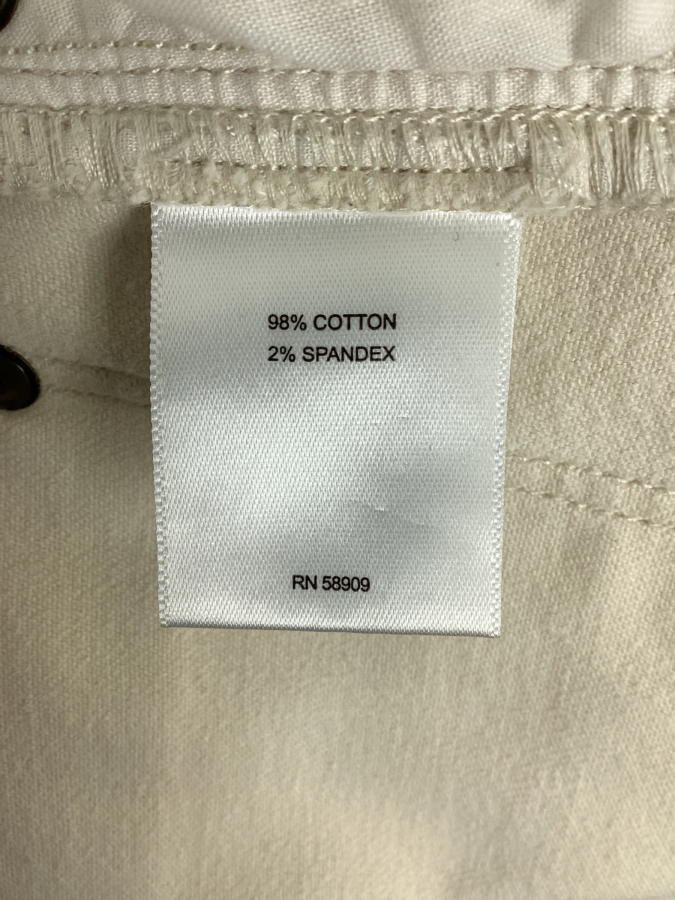 98% COTTON
2% SPANDEX
RN 58909